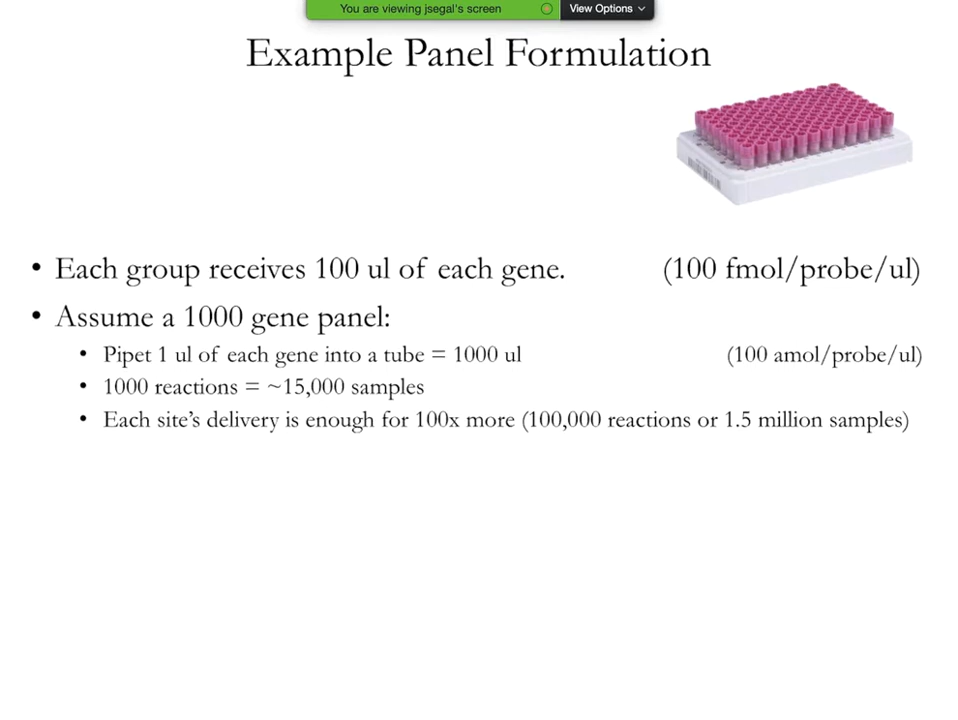 You are viewing jsegal's screen View Options
Example Panel Formulation
• Each group receives 100 ul of each gene. (100 fmol/probe/ul)
• Assume a 1000 gene panel:
• Pipet 1 ul of each gene into a tube = 1000 ul (100 amol/probe/ul)
• 1000 reactions = ~15,000 samples
• Each site's delivery is enough for 100x more (100,000 reactions or 1.5 million samples)